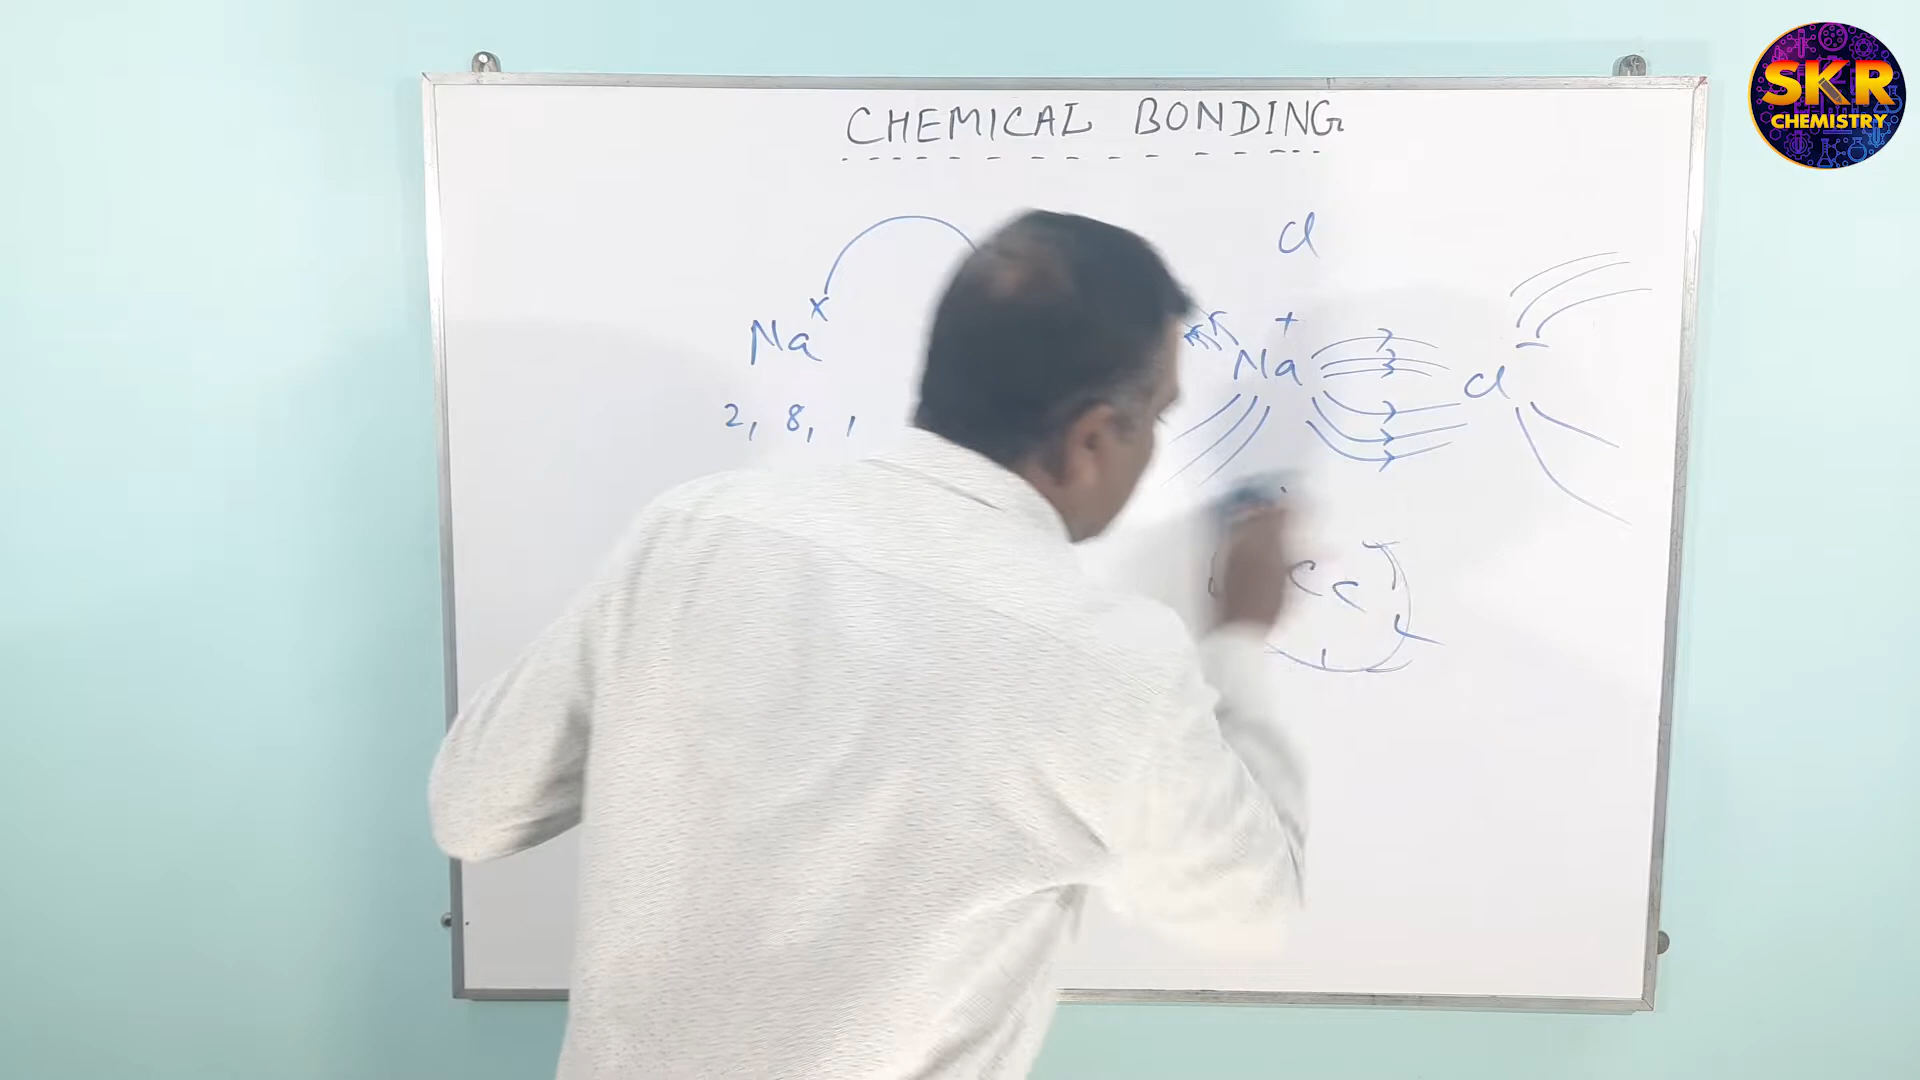 CHEMICAL BONDING
SKR
CHEMISTRY
Cl
Na x
Na +
Cl -
2, 8, 1